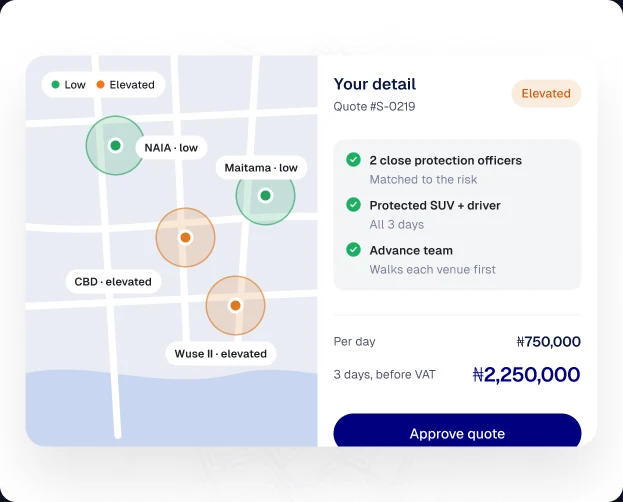 Low
Elevated
NAIA · low
Maitama · low
CBD · elevated
Wuse II · elevated
Your detail
Quote #S-0219
Elevated
2 close protection officers
Matched to the risk
Protected SUV + driver
All 3 days
Advance team
Walks each venue first
Per day
₦750,000
3 days, before VAT
₦2,250,000
Approve quote